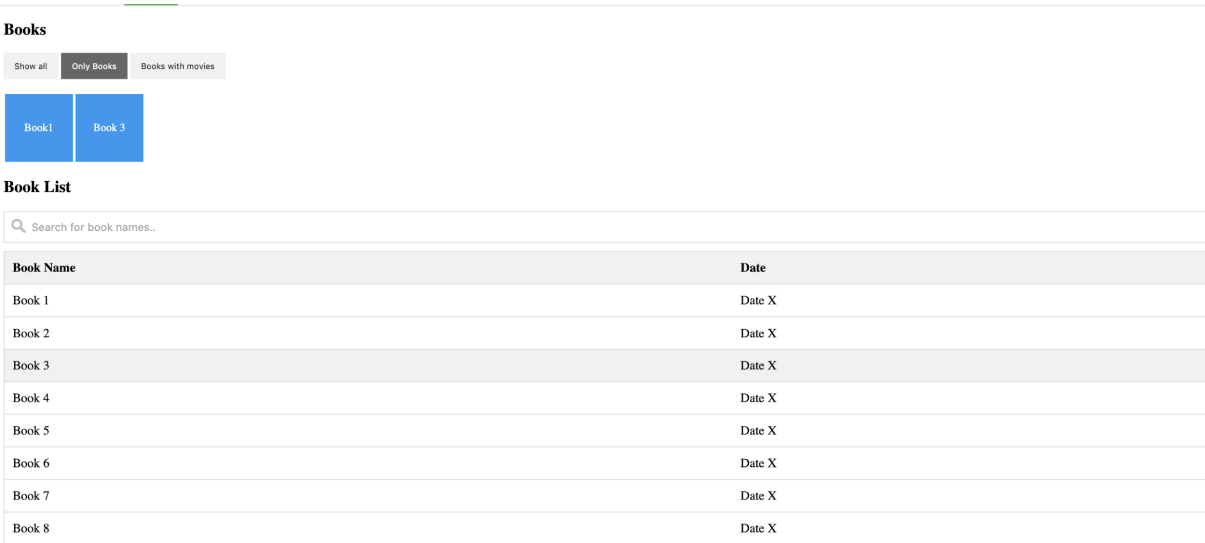 Books
Show all Only Books Books with movies
Book1 Book 3
Book List
Search for book names..
Book Name Date
Book 1 Date X
Book 2 Date X
Book 3 Date X
Book 4 Date X
Book 5 Date X
Book 6 Date X
Book 7 Date X
Book 8 Date X